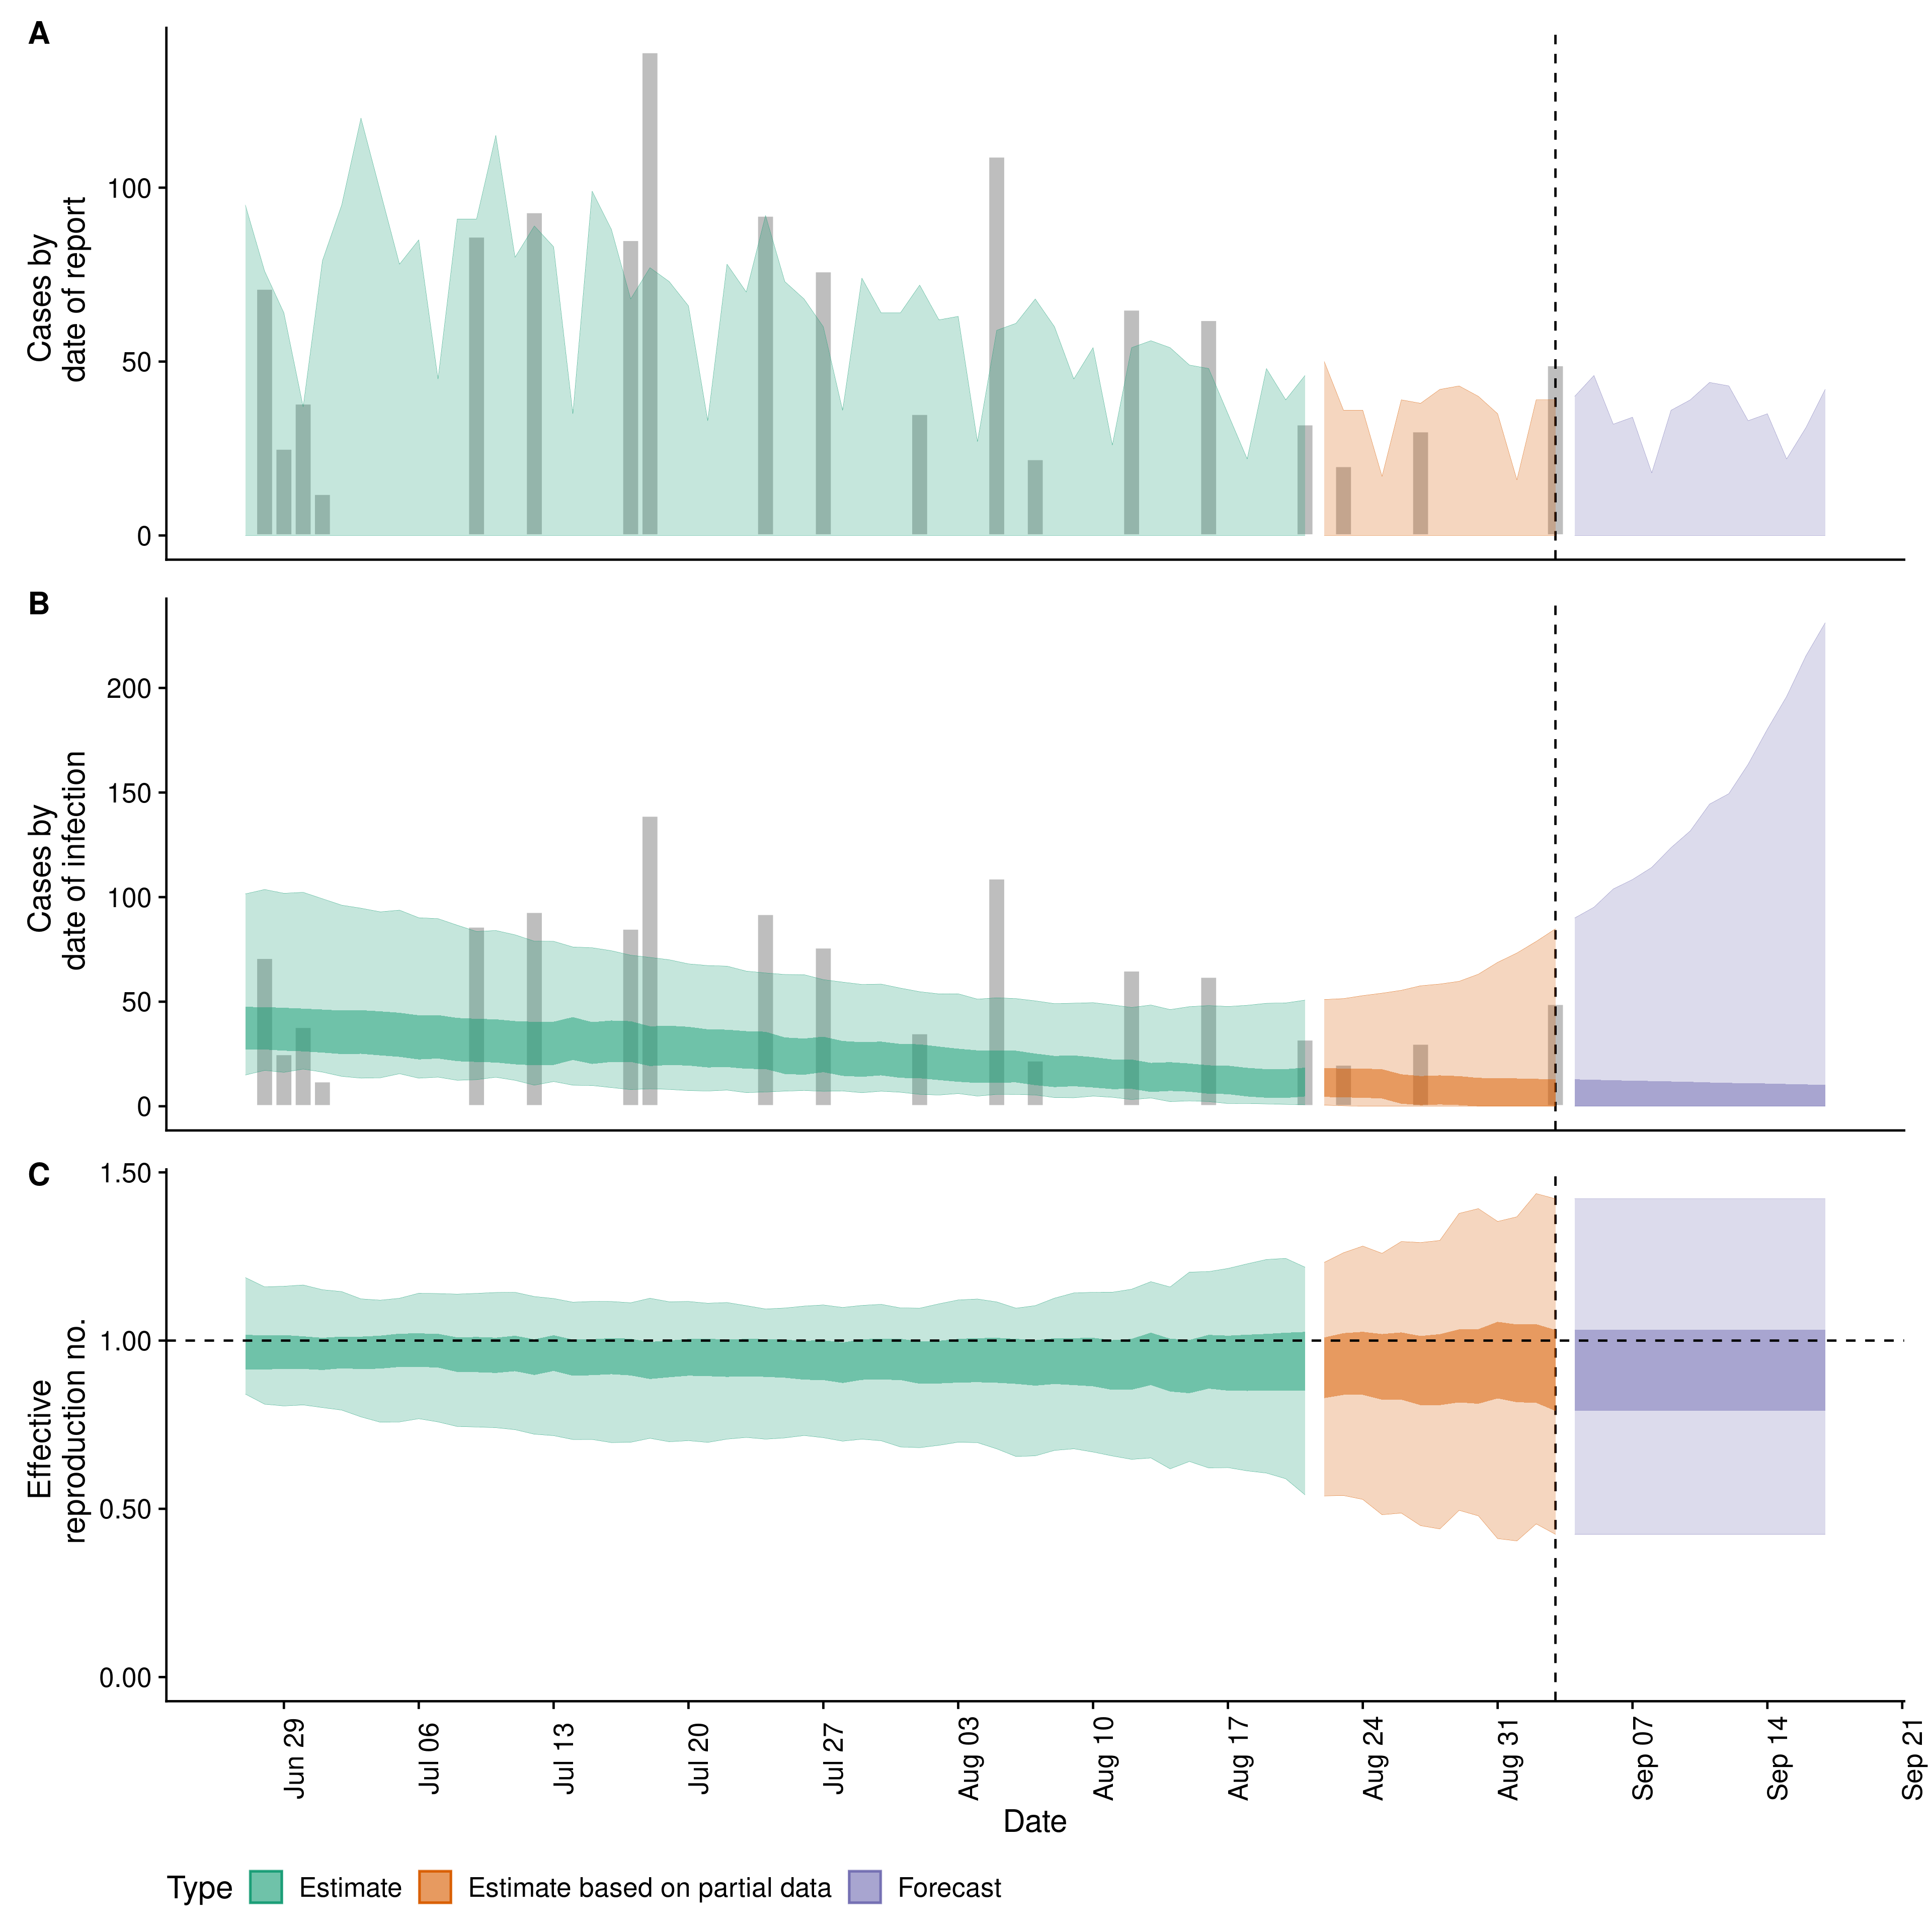 A
Cases by
date of report
100
50
0
B
Cases by
date of infection
200
150
100
50
0
C
Effective
reproduction no.
1.50
1.00
0.50
0.00
Jun 29
Jul 06
Jul 13
Jul 20
Jul 27
Aug 03
Aug 10
Aug 17
Aug 24
Aug 31
Sep 07
Sep 14
Sep 21
Date
Type Estimate Estimate based on partial data Forecast